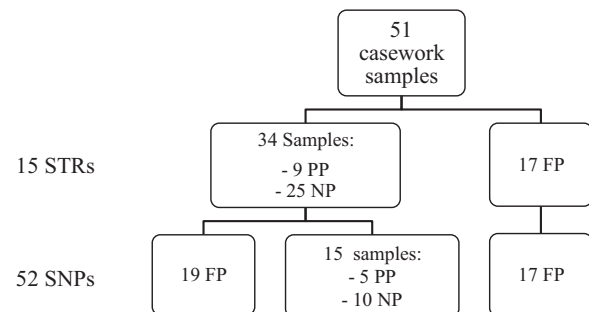 51
casework
samples
15 STRs
34 Samples:
- 9 PP
- 25 NP
17 FP
52 SNPs
19 FP
15 samples:
- 5 PP
- 10 NP
17 FP